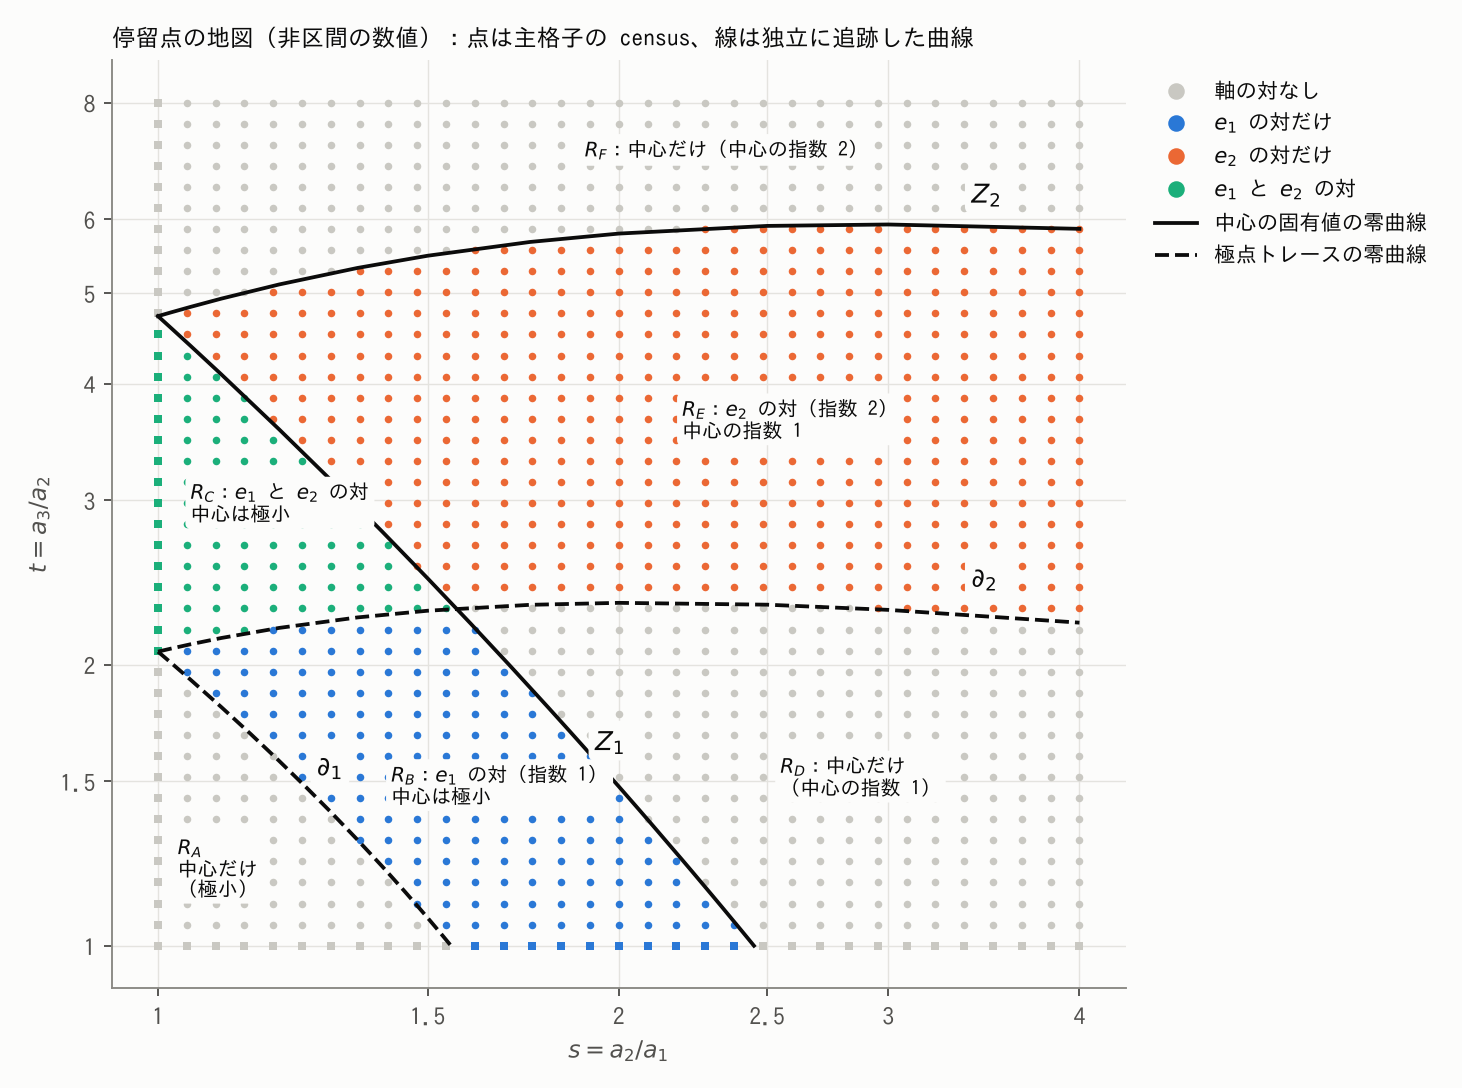 停留点の地図（非区間の数値）：点は主格子の census、線は独立に追跡した曲線
軸の対なし
e₁ の対だけ
e₂ の対だけ
e₁ と e₂ の対
中心の固有値の零曲線
極点トレースの零曲線
R_F：中心だけ（中心の指数 2）
Z₂
R_E：e₂ の対（指数 2）
中心の指数 1
R_C：e₁ と e₂ の対
中心は極小
∂₂
Z₁
∂₁
R_B：e₁ の対（指数 1）
中心は極小
R_D：中心だけ
（中心の指数 1）
R_A
中心だけ
（極小）
8
6
5
4
3
2
1.5
1
t = a₃/a₂
1
1.5
2
2.5
3
4
s = a₂/a₁